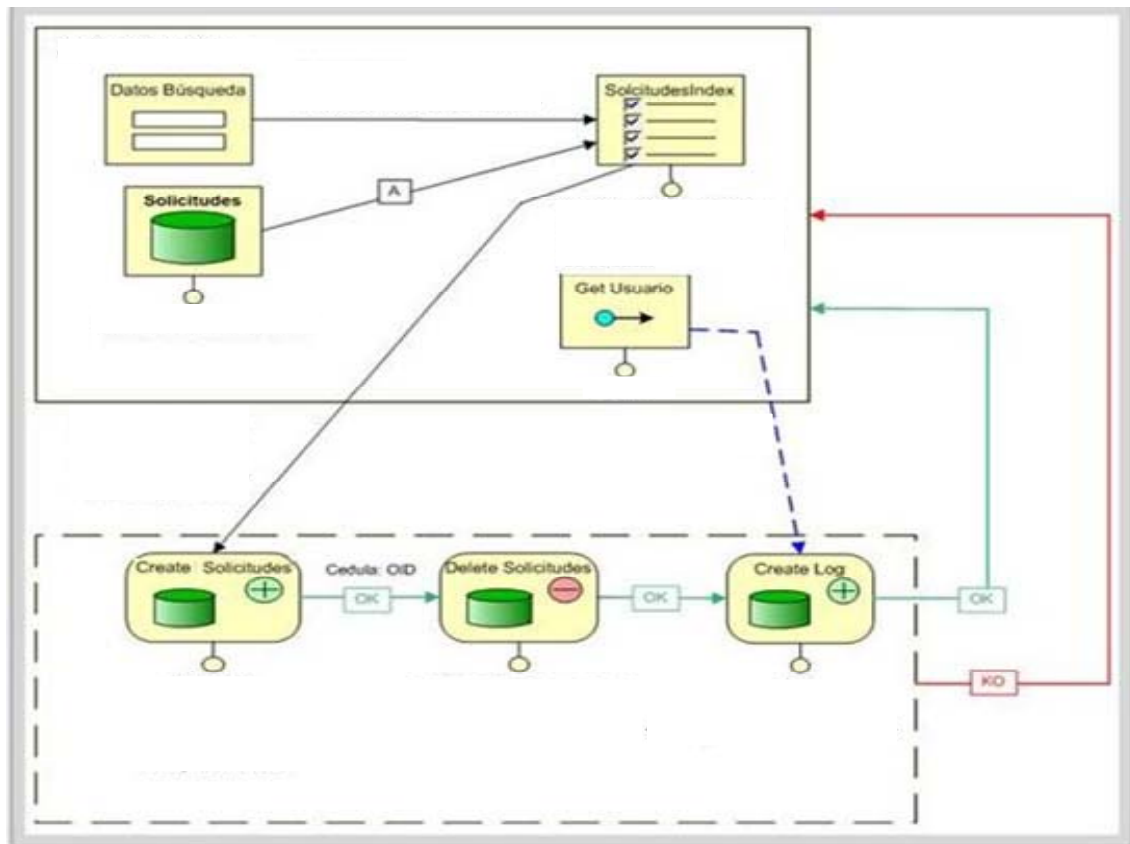 Datos Búsqueda
SolcitudesIndex
A
Solicitudes
Get Usuario
Create Solicitudes
Cedula: OID
OK
Delete Solicitudes
OK
Create Log
OK
KO